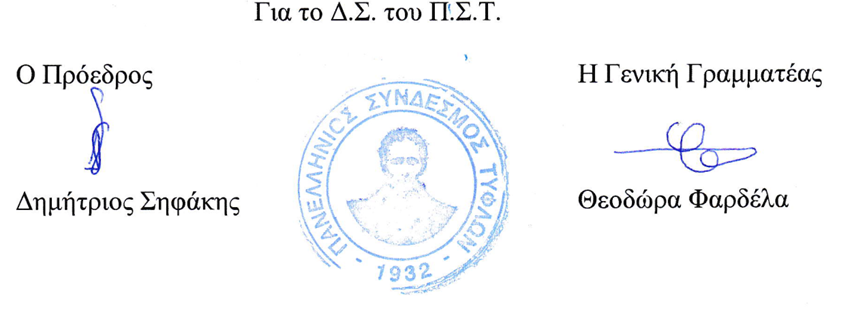 Για το Δ.Σ. του Π.Σ.Τ.
Ο Πρόεδρος
Η Γενική Γραμματέας
ΠΑΝΕΛΛΗΝΙΟΣ ΣΥΝΔΕΣΜΟΣ ΤΥΦΛΩΝ
- 1932 -
Δημήτριος Σηφάκης
Θεοδώρα Φαρδέλα